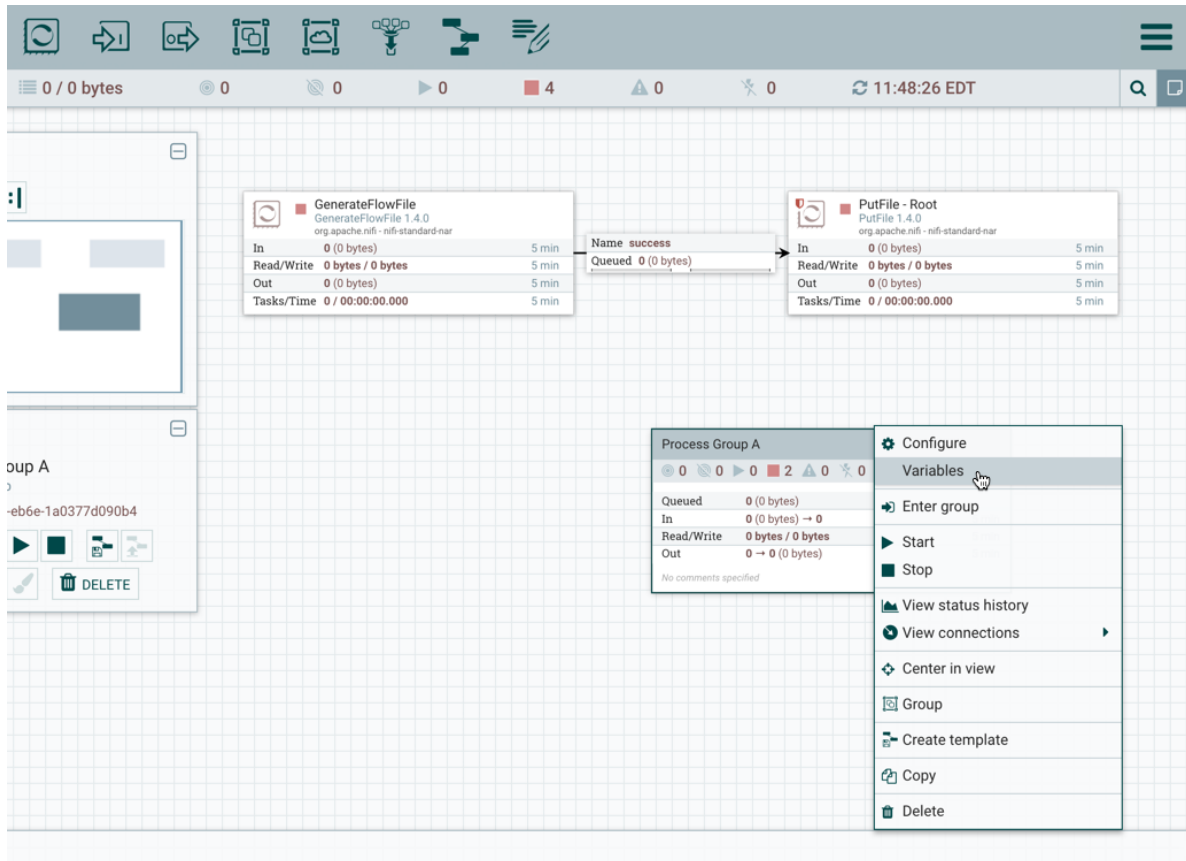 0 / 0 bytes 0 0 0 4 0 0 11:48:26 EDT
GenerateFlowFile
GenerateFlowFile 1.4.0
org.apache.nifi - nifi-standard-nar
In 0 (0 bytes) 5 min
Read/Write 0 bytes / 0 bytes 5 min
Out 0 (0 bytes) 5 min
Tasks/Time 0 / 00:00:00.000 5 min
Name success
Queued 0 (0 bytes)
PutFile - Root
PutFile 1.4.0
org.apache.nifi - nifi-standard-nar
In 0 (0 bytes) 5 min
Read/Write 0 bytes / 0 bytes 5 min
Out 0 (0 bytes) 5 min
Tasks/Time 0 / 00:00:00.000 5 min
oup A
-eb6e-1a0377d090b4
DELETE
Process Group A
0 0 0 2 0 0
Queued 0 (0 bytes)
In 0 (0 bytes) → 0
Read/Write 0 bytes / 0 bytes
Out 0 → 0 (0 bytes)
No comments specified
Configure
Variables
Enter group
Start
Stop
View status history
View connections
Center in view
Group
Create template
Copy
Delete